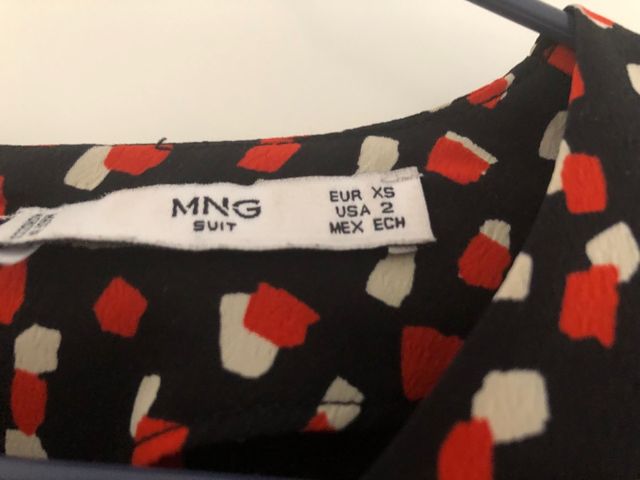 MNG
SUIT
EUR XS
USA 2
MEX ECH